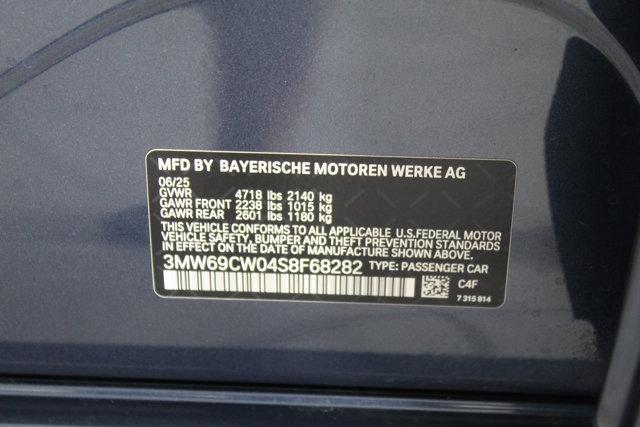 MFD BY BAYERISCHE MOTOREN WERKE AG
06/25
GVWR 4718 lbs 2140 kg
GAWR FRONT 2238 lbs 1015 kg
GAWR REAR 2601 lbs 1180 kg
THIS VEHICLE CONFORMS TO ALL APPLICABLE U.S.FEDERAL MOTOR
VEHICLE SAFETY, BUMPER, AND THEFT PREVENTION STANDARDS
IN EFFECT ON THE DATE OF MANUFACTURE SHOWN ABOVE.
3MW69CW04S8F68282 TYPE: PASSENGER CAR
C4F
7 315 814